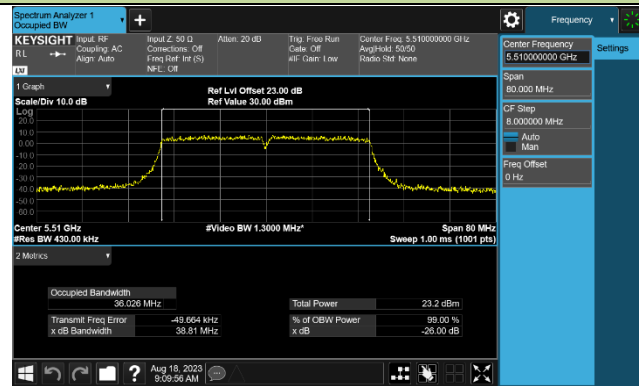 Spectrum Analyzer 1
Occupied BW
Frequency
KEYSIGHT
RL
LXI
Input: RF
Coupling: AC
Align: Auto
Input Z: 50 Ω
Corrections: Off
Freq Ref: Int (S)
NFE: Off
Atten: 20 dB
Trig: Free Run
Gate: Off
#IF Gain: Low
Center Freq: 5.510000000 GHz
Avg|Hold: 50/50
Radio Std: None
Center Frequency
5.510000000 GHz
Settings
Span
80.000 MHz
CF Step
8.000000 MHz
Auto
Man
Freq Offset
0 Hz
1 Graph
Scale/Div 10.0 dB
Ref Lvl Offset 23.00 dB
Ref Value 30.00 dBm
Log
20.0
10.0
0.00
-10.0
-20.0
-30.0
-40.0
-50.0
-60.0
Center 5.51 GHz
#Res BW 430.00 kHz
#Video BW 1.3000 MHz*
Span 80 MHz
Sweep 1.00 ms (1001 pts)
2 Metrics
Occupied Bandwidth
36.026 MHz
Total Power
23.2 dBm
Transmit Freq Error
-49.664 kHz
% of OBW Power
99.00 %
x dB Bandwidth
38.81 MHz
x dB
-26.00 dB
?
Aug 18, 2023
9:09:56 AM